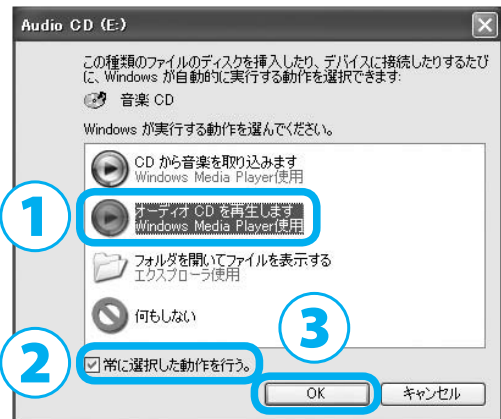 Audio CD (E:)
この種類のファイルのディスクを挿入したり、デバイスに接続したりするたび
に、Windows が自動的に実行する動作を選択できます:
音楽 CD
Windows が実行する動作を選んでください。
CD から音楽を取り込みます
Windows Media Player使用
1
オーディオ CD を再生します
Windows Media Player使用
フォルダを開いてファイルを表示する
エクスプローラ使用
何もしない
3
2
常に選択した動作を行う。
OK
キャンセル